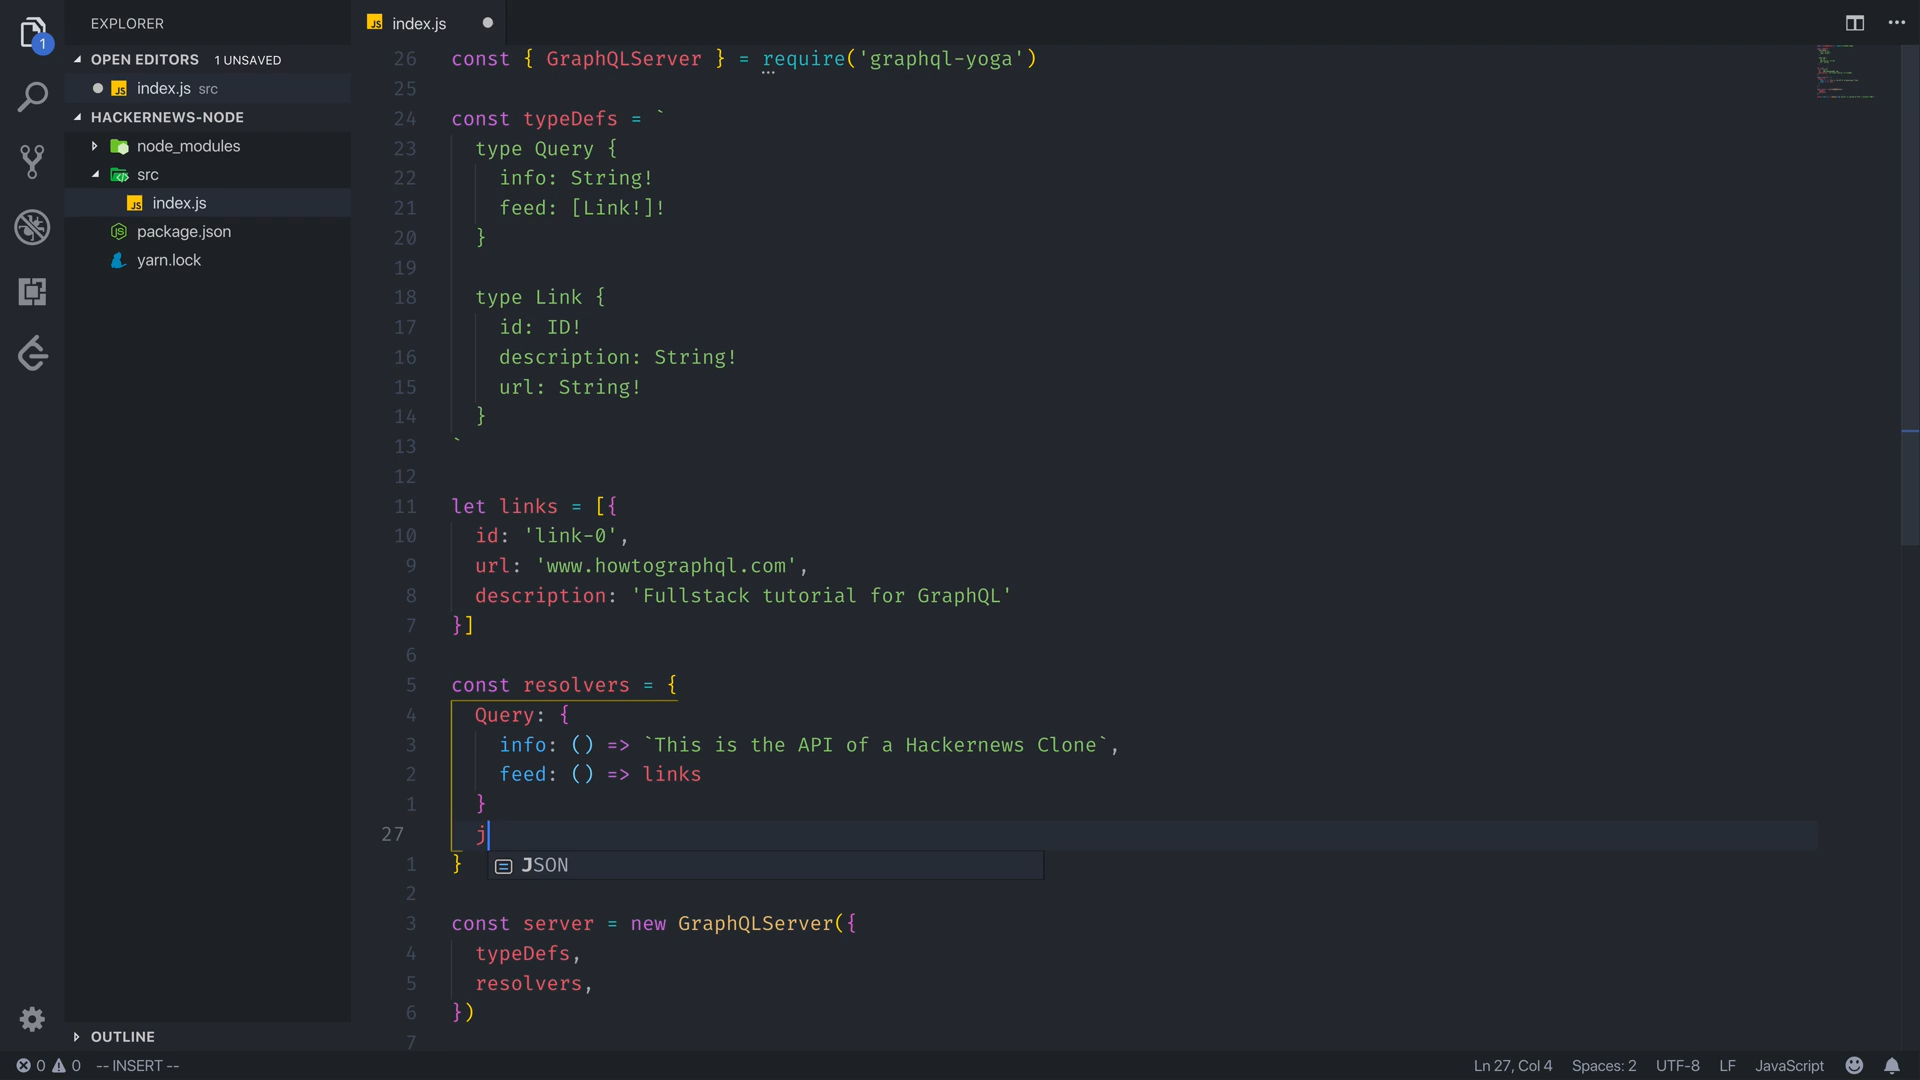 EXPLORER
OPEN EDITORS 1 UNSAVED
index.js src
HACKERNEWS-NODE
node_modules
src
index.js
package.json
yarn.lock
OUTLINE
index.js
26 const { GraphQLServer } = require('graphql-yoga')
25
24 const typeDefs = `
23 type Query {
22 info: String!
21 feed: [Link!]!
20 }
19
18 type Link {
17 id: ID!
16 description: String!
15 url: String!
14 }
13 `
12
11 let links = [{
10 id: 'link-0',
9 url: 'www.howtographql.com',
8 description: 'Fullstack tutorial for GraphQL'
7 }]
6
5 const resolvers = {
4 Query: {
3 info: () => `This is the API of a Hackernews Clone`,
2 feed: () => links
1 }
27 j
1 }
JSON
2
3 const server = new GraphQLServer({
4 typeDefs,
5 resolvers,
6 })
7
0 0 -- INSERT -- Ln 27, Col 4 Spaces: 2 UTF-8 LF JavaScript
1